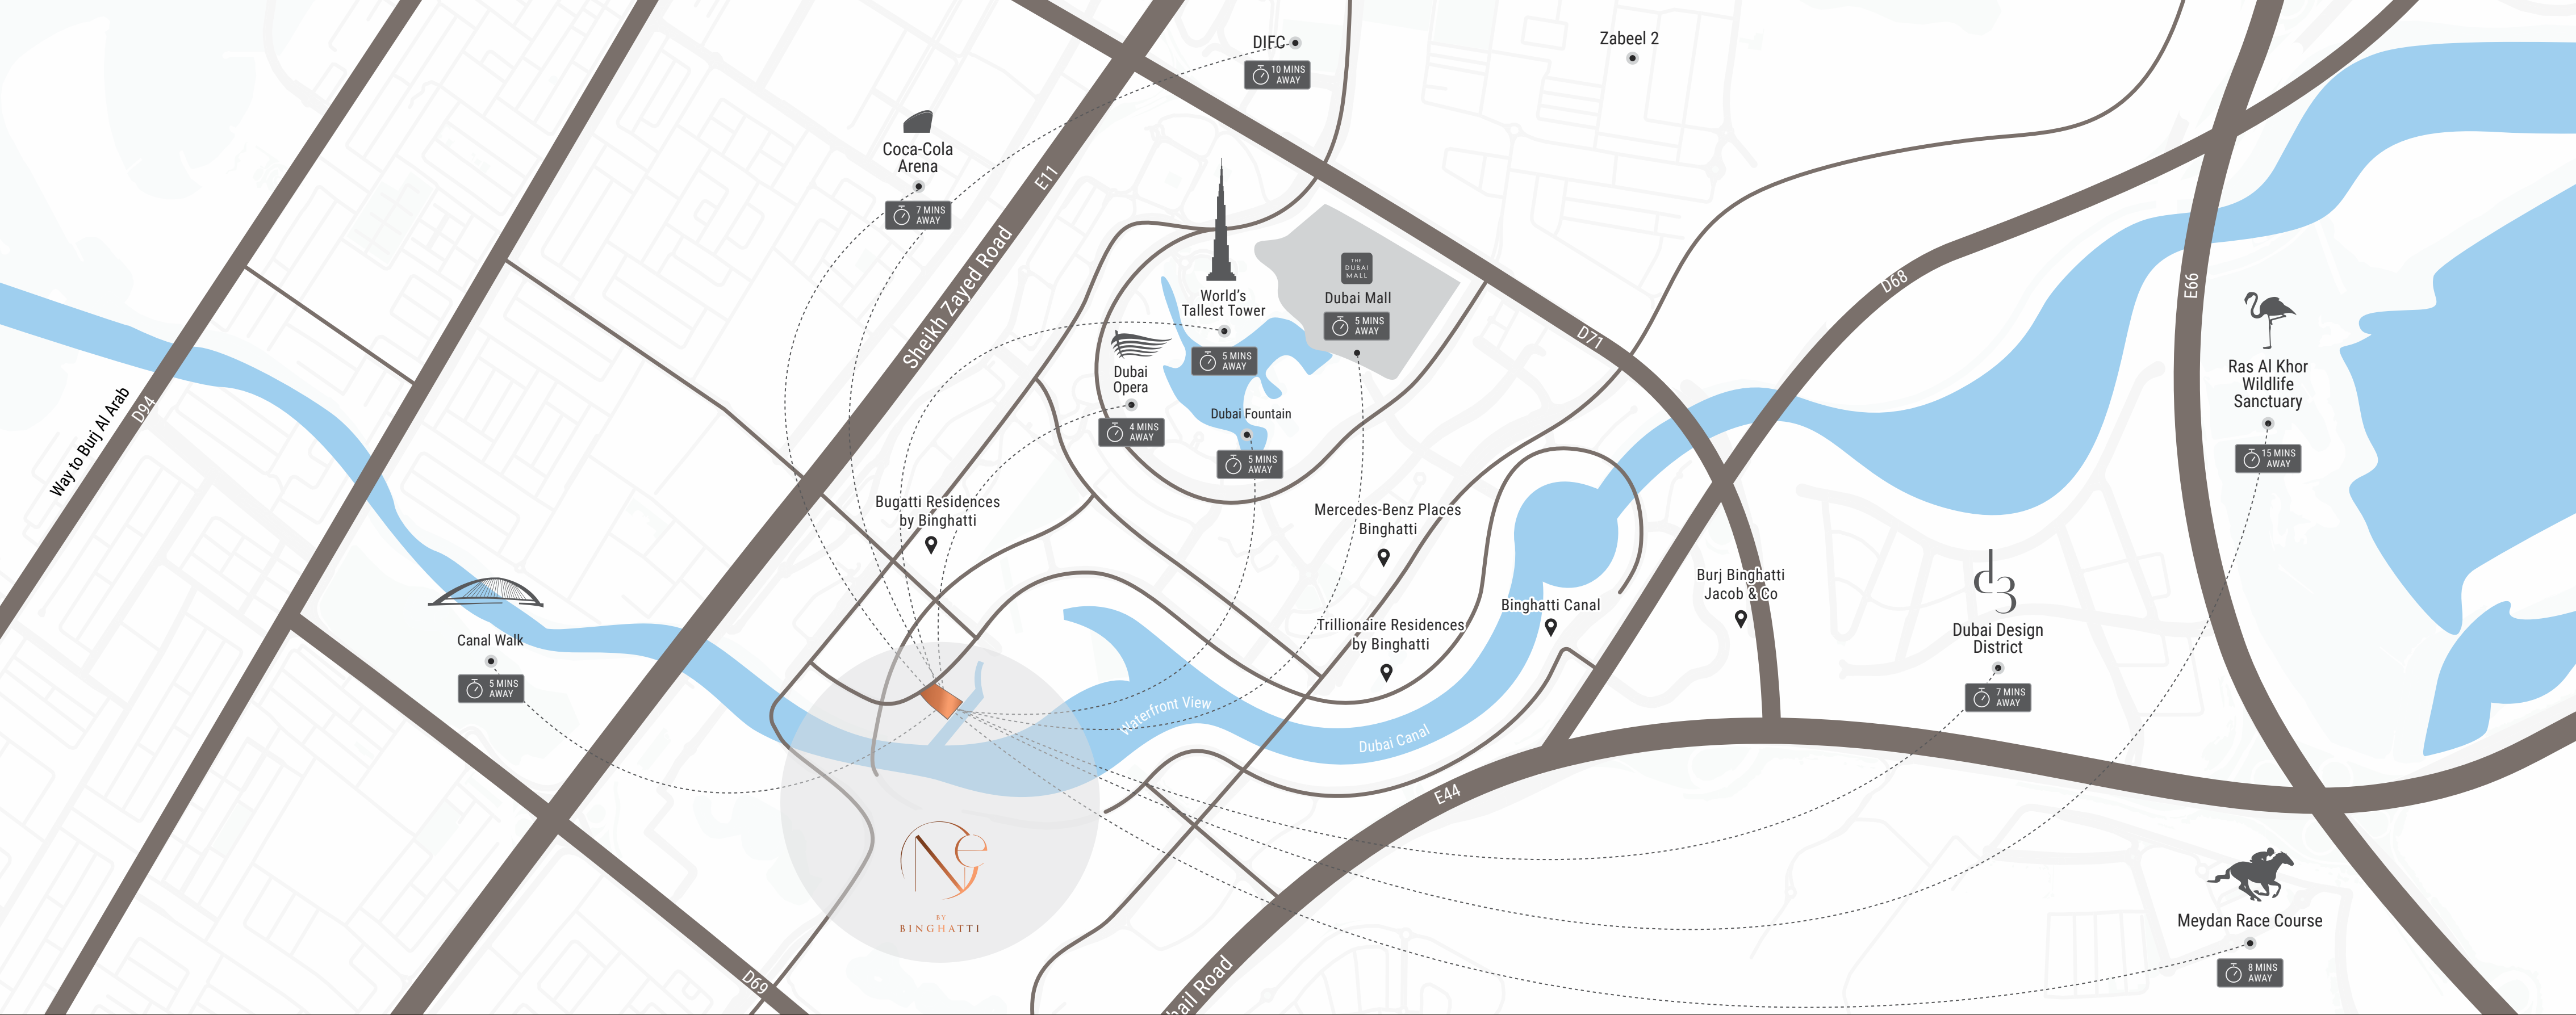 DIFC
10 MINS
AWAY
Zabeel 2
Coca-Cola
Arena
7 MINS
AWAY
E11
Sheikh Zayed Road
World's
Tallest Tower
5 MINS
AWAY
THE
DUBAI
MALL
Dubai Mall
5 MINS
AWAY
Dubai
Opera
4 MINS
AWAY
Dubai Fountain
5 MINS
AWAY
D71
D68
E66
Ras Al Khor
Wildlife
Sanctuary
15 MINS
AWAY
Way to Burj Al Arab
D94
Bugatti Residences
by Binghatti
Mercedes-Benz Places
Binghatti
Canal Walk
5 MINS
AWAY
Trillionaire Residences
by Binghatti
Binghatti Canal
Burj Binghatti
Jacob & Co
d3
Dubai Design
District
7 MINS
AWAY
Waterfront View
Dubai Canal
E44
BY
BINGHATTI
Meydan Race Course
8 MINS
AWAY
D69
Road